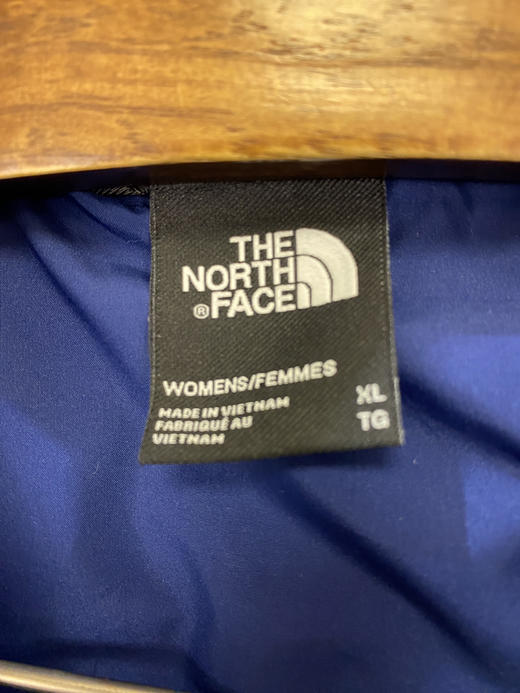 THE
NORTH
® FACE
WOMENS/FEMMES
MADE IN VIETNAM
FABRIQUÉ AU
VIETNAM
XL
TG